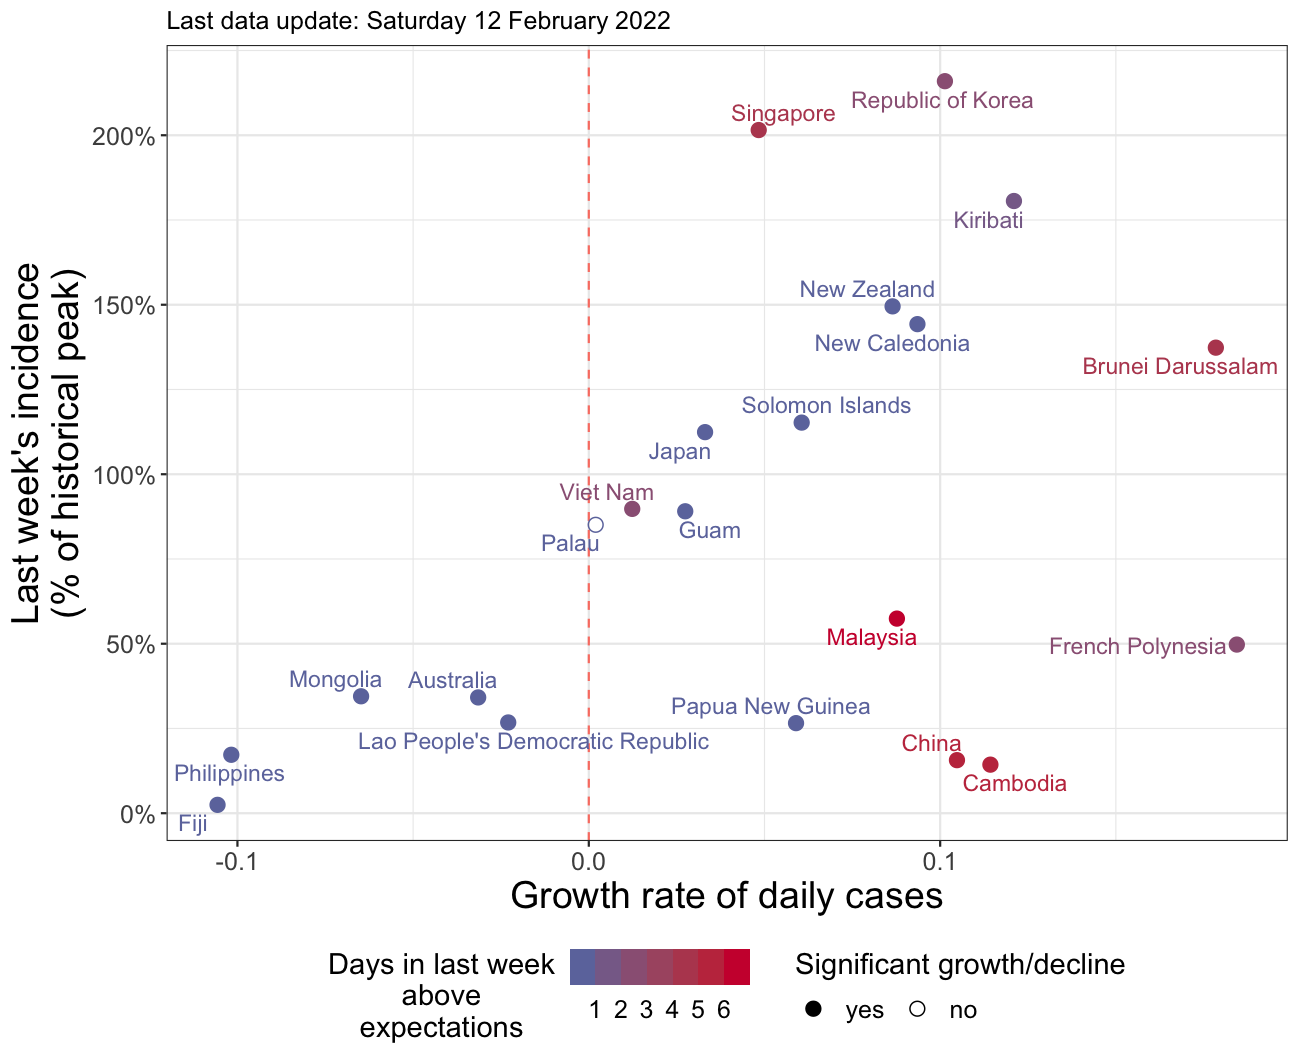 Last data update: Saturday 12 February 2022
Republic of Korea
Singapore
200%
Kiribati
New Zealand
150%
New Caledonia
Brunei Darussalam
Solomon Islands
Japan
100%
Viet Nam
Guam
Palau
Malaysia
50%
French Polynesia
Mongolia
Australia
Papua New Guinea
Lao People's Democratic Republic
China
Philippines
Cambodia
0%
Fiji
Last week's incidence
(% of historical peak)
-0.1
0.0
0.1
Growth rate of daily cases
Days in last week
above
expectations
1 2 3 4 5 6
Significant growth/decline
yes
no